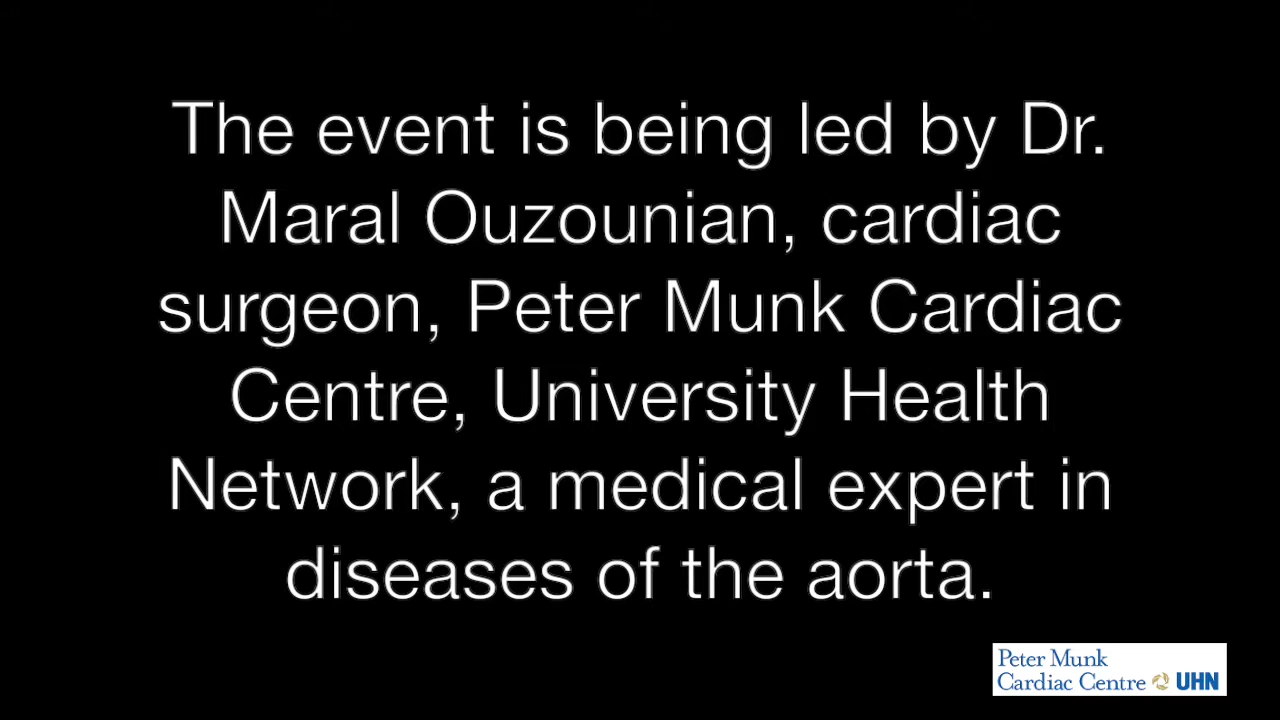 The event is being led by Dr.
Maral Ouzounian, cardiac
surgeon, Peter Munk Cardiac
Centre, University Health
Network, a medical expert in
diseases of the aorta.
Peter Munk
Cardiac Centre UHN